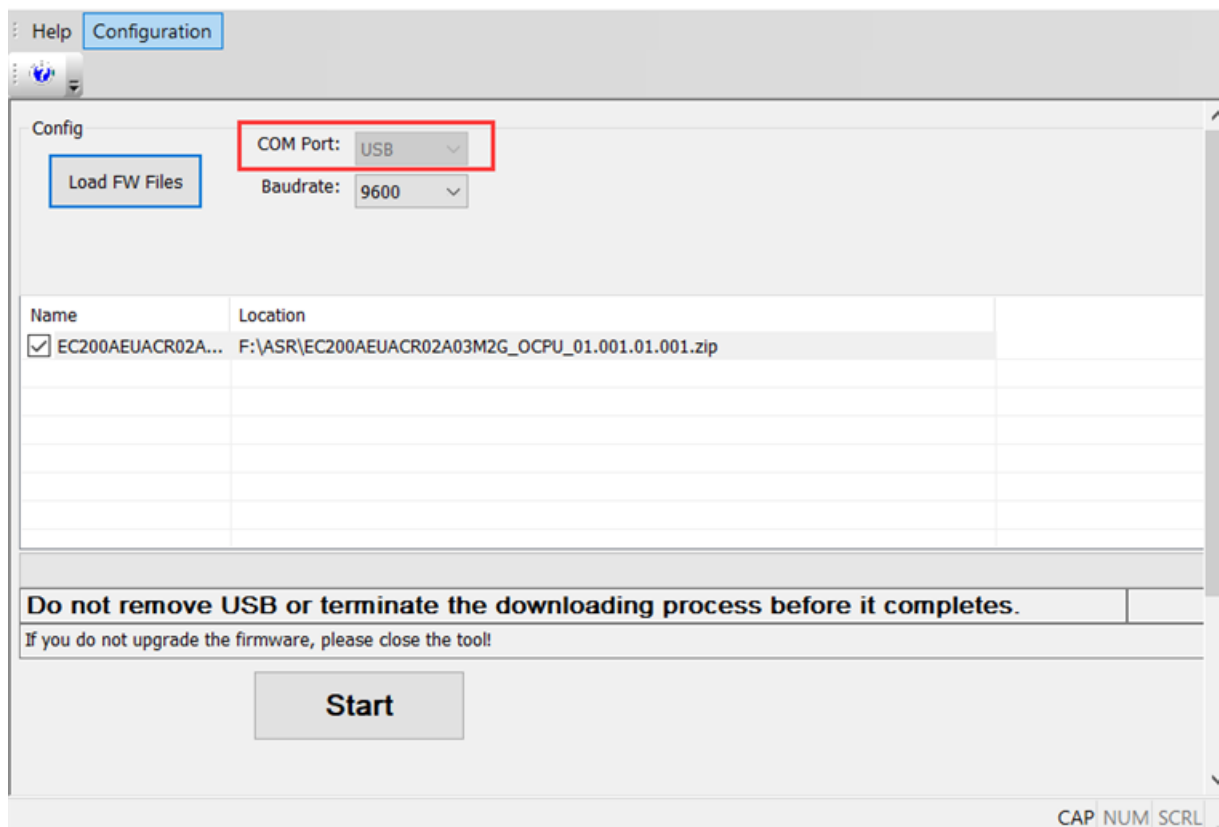 Help Configuration
Config
COM Port: USB
Load FW Files
Baudrate: 9600
Name Location
EC200AEUACR02A... F:\ASR\EC200AEUACR02A03M2G_OCPU_01.001.01.001.zip
Do not remove USB or terminate the downloading process before it completes.
If you do not upgrade the firmware, please close the tool!
Start
CAP NUM SCRL